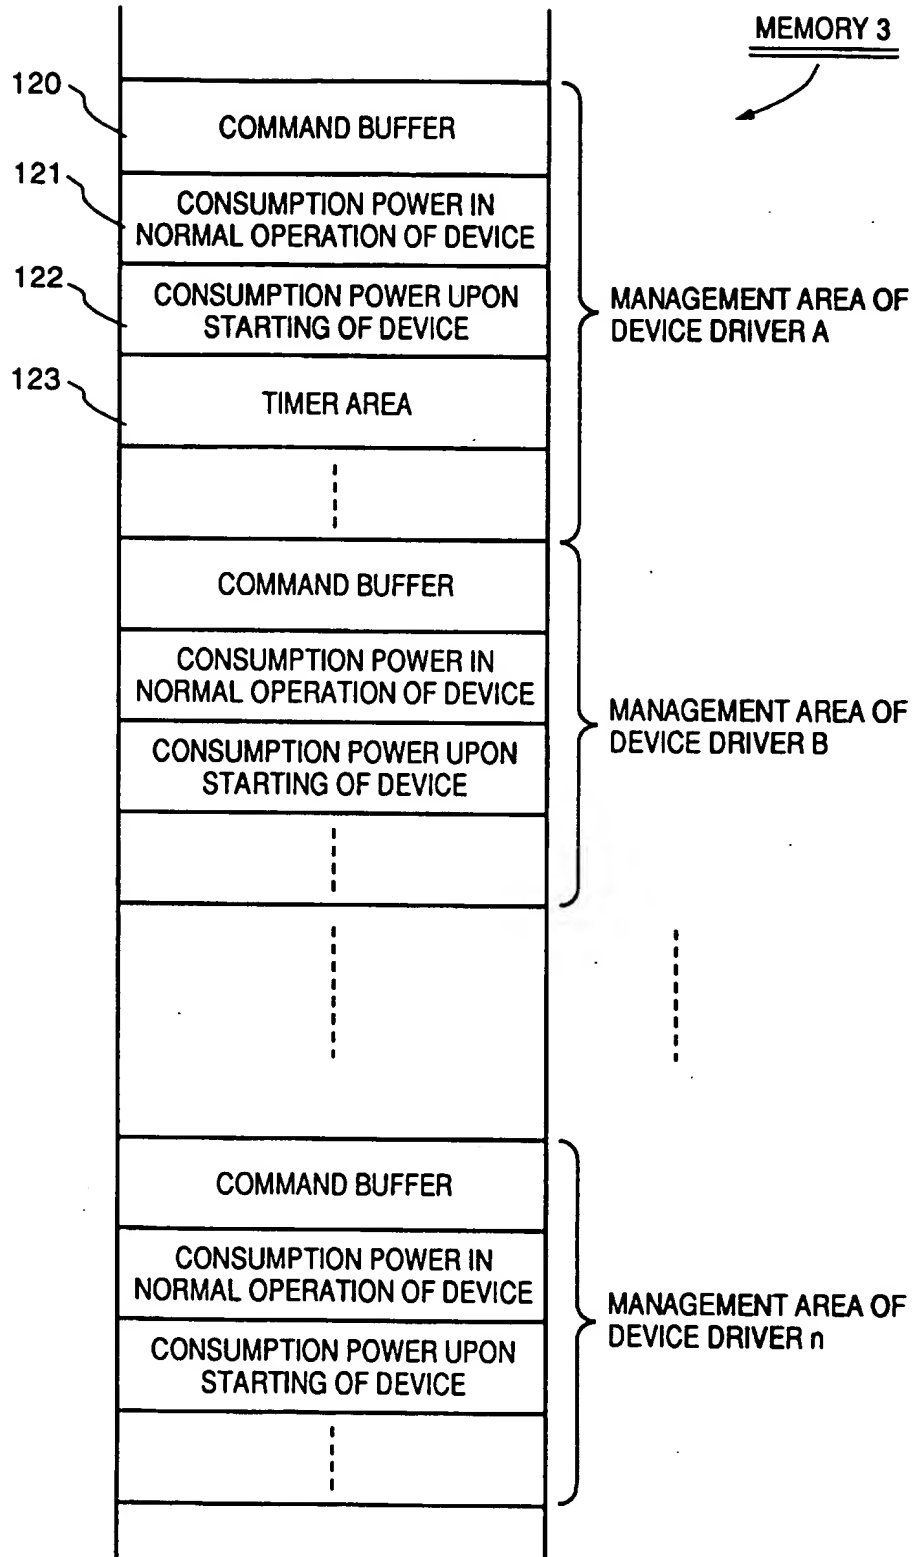 MEMORY 3
120
COMMAND BUFFER
121
CONSUMPTION POWER IN
NORMAL OPERATION OF DEVICE
122
CONSUMPTION POWER UPON
STARTING OF DEVICE
MANAGEMENT AREA OF
DEVICE DRIVER A
123
TIMER AREA
COMMAND BUFFER
CONSUMPTION POWER IN
NORMAL OPERATION OF DEVICE
MANAGEMENT AREA OF
DEVICE DRIVER B
CONSUMPTION POWER UPON
STARTING OF DEVICE
COMMAND BUFFER
CONSUMPTION POWER IN
NORMAL OPERATION OF DEVICE
MANAGEMENT AREA OF
DEVICE DRIVER n
CONSUMPTION POWER UPON
STARTING OF DEVICE